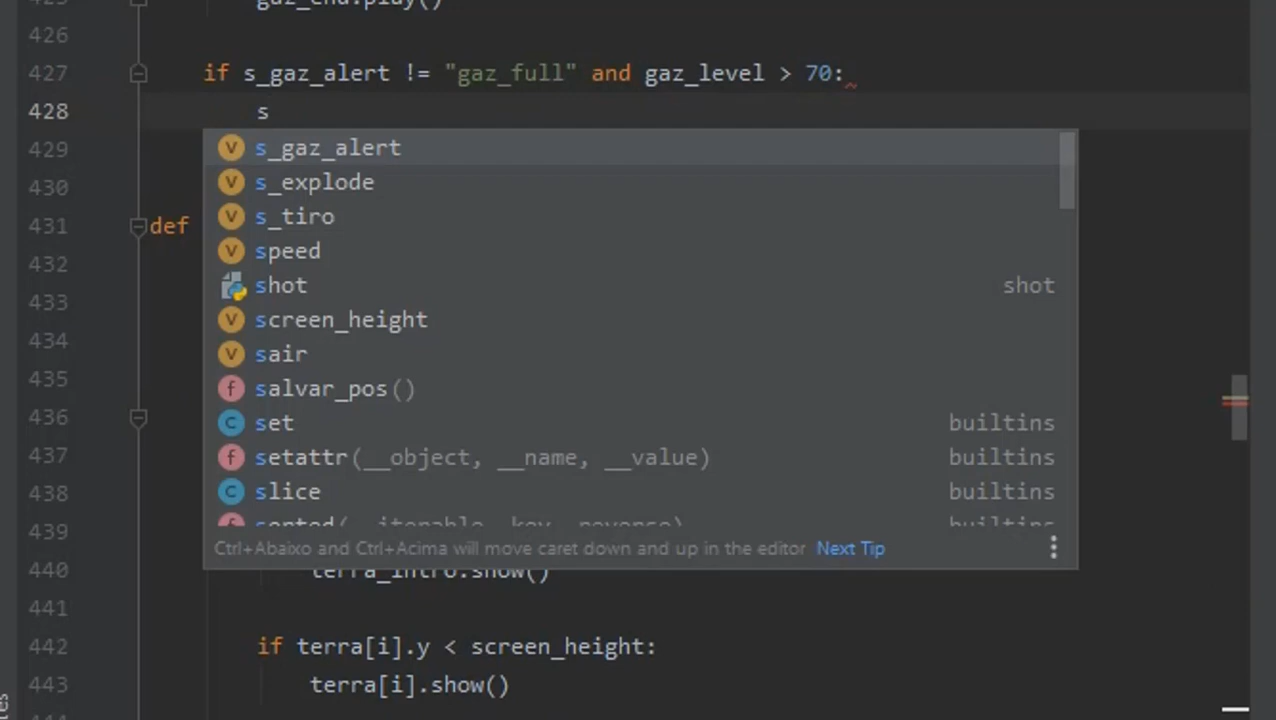 425 gaz_end.play()
426
427 if s_gaz_alert != "gaz_full" and gaz_level > 70:
428 s
429 V s_gaz_alert
V s_explode
430 V s_tiro
431 def V speed
432 shot shot
433 V screen_height
434 V sair
435 f salvar_pos()
436 C set builtins
437 f setattr(__object, __name, __value) builtins
438 C slice builtins
439 f sorted(__iterable, key, reverse) builtins
Ctrl+Abaixo and Ctrl+Acima will move caret down and up in the editor Next Tip
440 terra_intro.show()
441
442 if terra[i].y < screen_height:
443 terra[i].show()